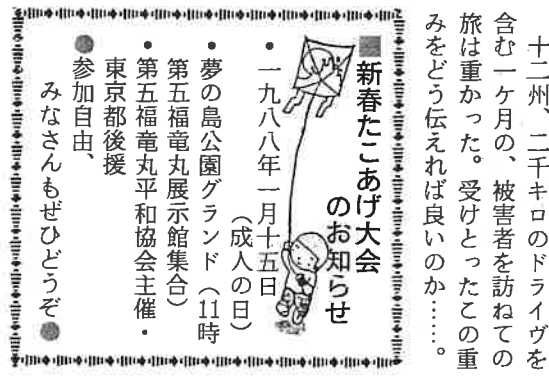 十二州、二千キロのドライヴを
含む一ケ月の、被害者を訪ねての
旅は重かった。受けとったこの重
みをどう伝えれば良いのか……。
■新春たこあげ大会
のお知らせ
・一九八八年一月十五日
（成人の日）
・夢の島公園グランド（11時
第五福竜丸展示館集合）
・第五福竜丸平和協会主催・
東京都後援
●参加自由、
みなさんもぜひどうぞ●